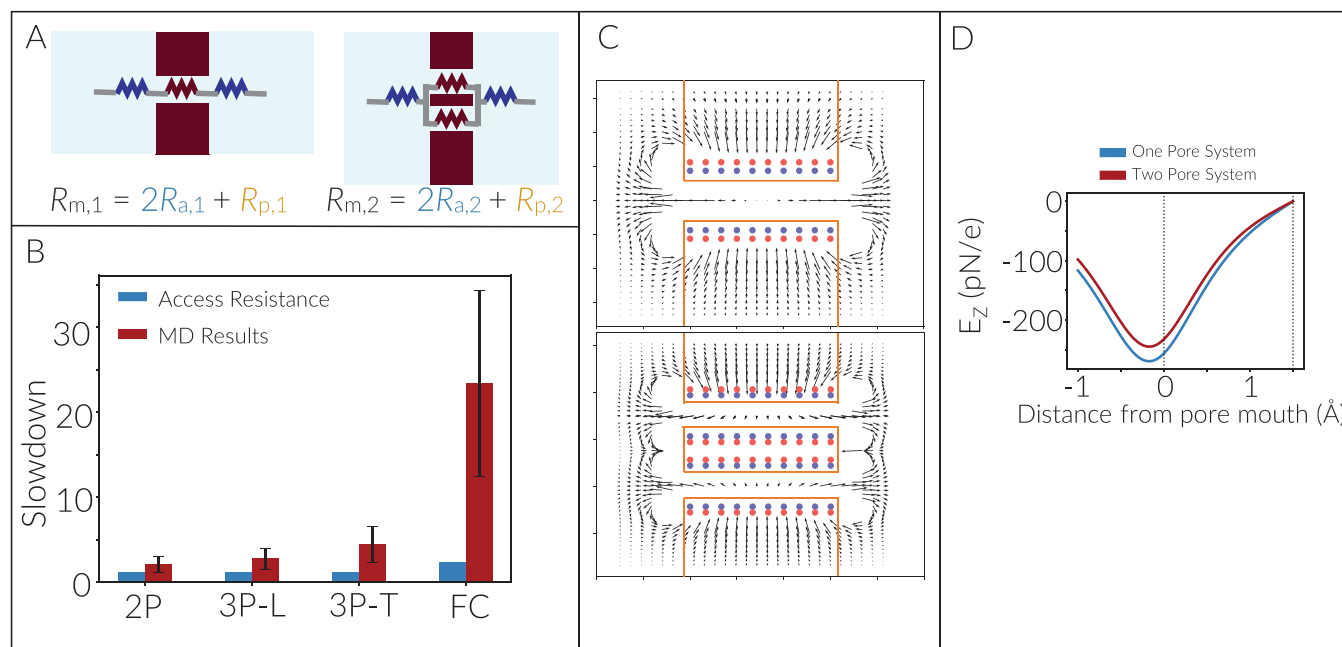 A
R_m,1 = 2R_a,1 + R_p,1
R_m,2 = 2R_a,2 + R_p,2
B
Access Resistance
MD Results
Slowdown
30
20
10
0
2P
3P-L
3P-T
FC
C
D
One Pore System
Two Pore System
E_Z (pN/e)
0
-100
-200
-1
0
1
Distance from pore mouth (Å)